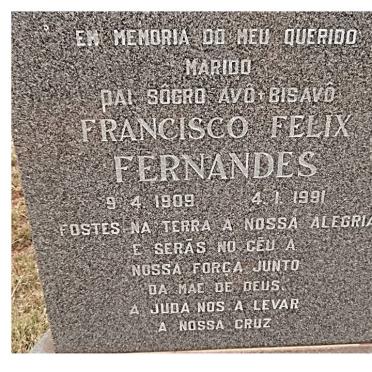 EM MEMORIA DO MEU QUERIDO
MARIDO
PAI SÔGRO AVÔ+BISAVÔ
FRANCISCO FELIX
FERNANDES
9 4. 1909 4. 1. 1991
FOSTES NA TERRA A NOSSA ALEGRIA
E SERÁS NO CÉU A
NOSSA FORÇA JUNTO
DA MAE DE DEUS.
A JUDA NOS A LEVAR
A NOSSA CRUZ